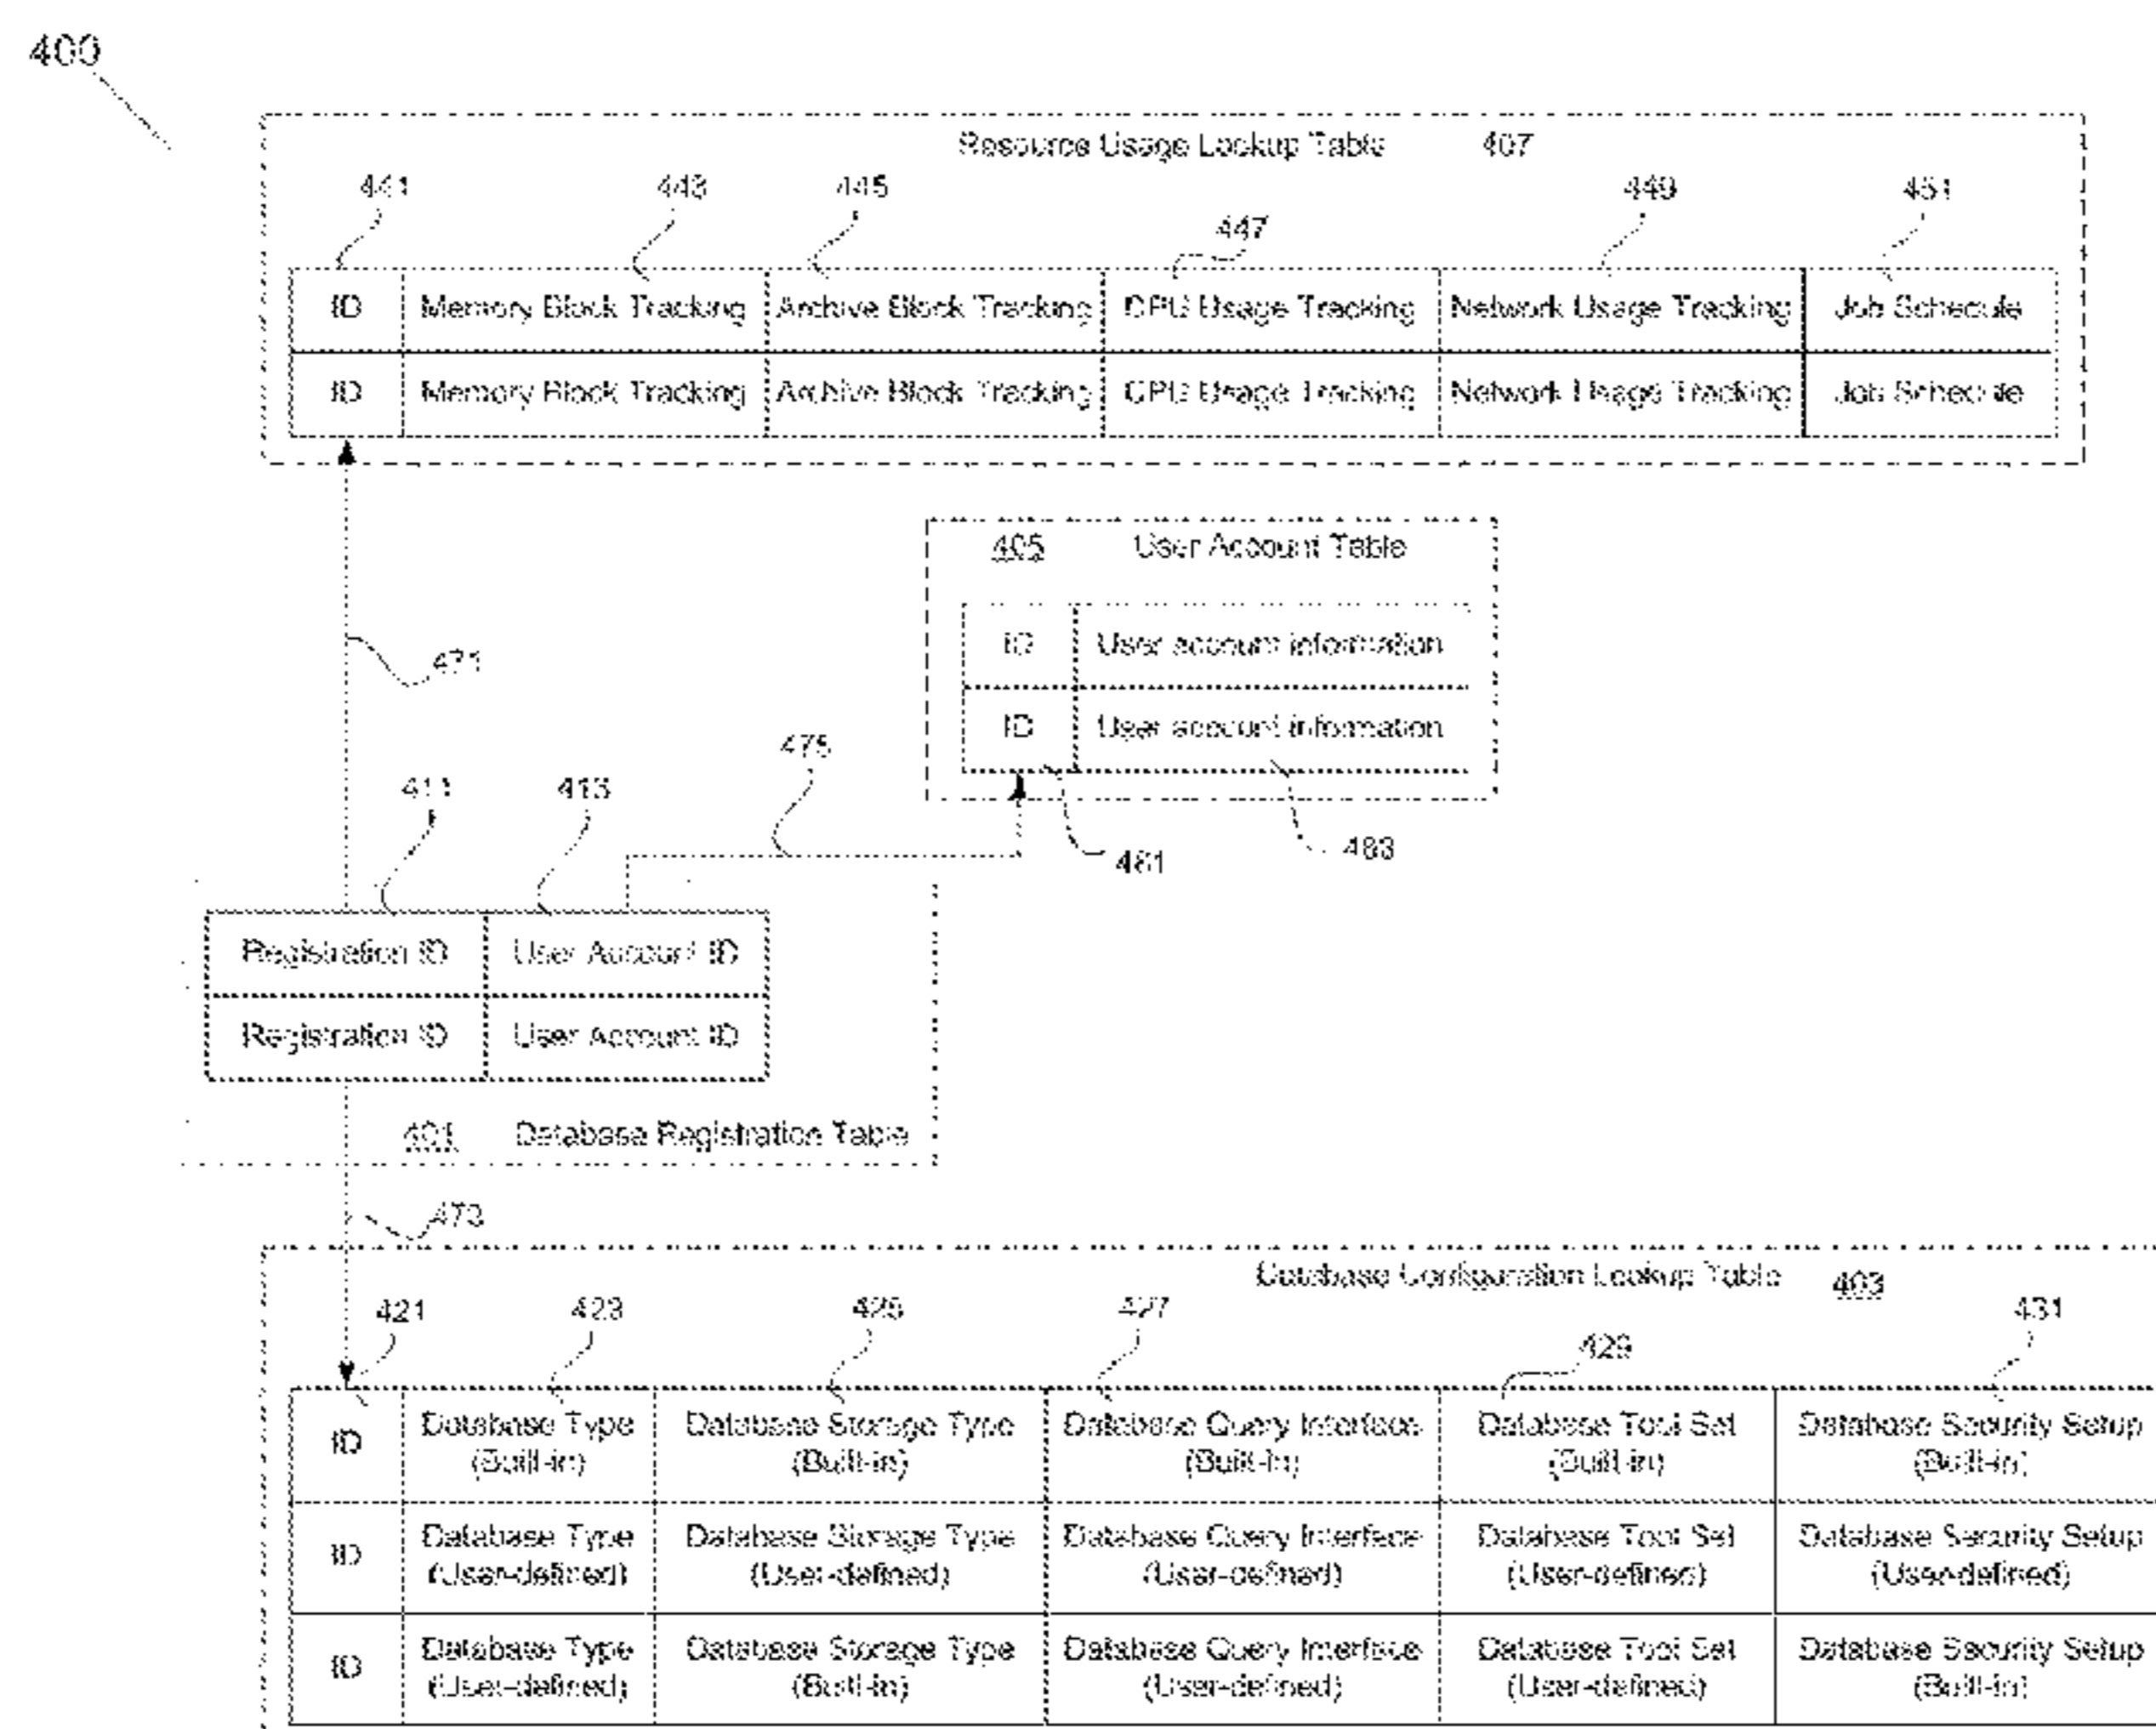 400
Resource Usage Lookup Table 407
441 443 445 447 449 451
ID Memory Block Tracking Archive Block Tracking CPU Usage Tracking Network Usage Tracking Job Schedule
ID Memory Block Tracking Archive Block Tracking CPU Usage Tracking Network Usage Tracking Job Schedule
405 User Account Table
ID User account information
ID User account information
471
475
411 413
461 463
Registration ID User Account ID
Registration ID User Account ID
401 Database Registration Table
473
Database Configuration Lookup Table 403
421 423 425 427 429 431
ID Database Type Database Storage Type Database Query Interface Database Tool Set Database Security Setup
(Built-in) (Built-in) (Built-in) (Built-in) (Built-in)
ID Database Type Database Storage Type Database Query Interface Database Tool Set Database Security Setup
(User-defined) (User-defined) (User-defined) (User-defined) (User-defined)
ID Database Type Database Storage Type Database Query Interface Database Tool Set Database Security Setup
(User-defined) (Built-in) (User-defined) (User-defined) (Built-in)